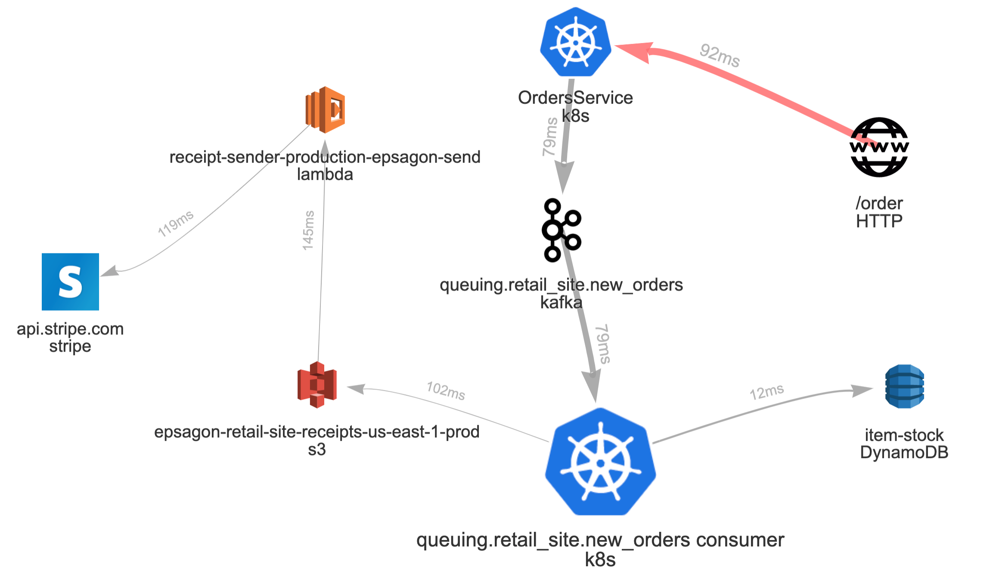 92ms
OrdersService
k8s
79ms
www
/order
HTTP
receipt-sender-production-epsagon-send
lambda
119ms
145ms
queuing.retail_site.new_orders
kafka
S
api.stripe.com
stripe
79ms
102ms
12ms
epsagon-retail-site-receipts-us-east-1-prod
s3
item-stock
DynamoDB
queuing.retail_site.new_orders consumer
k8s